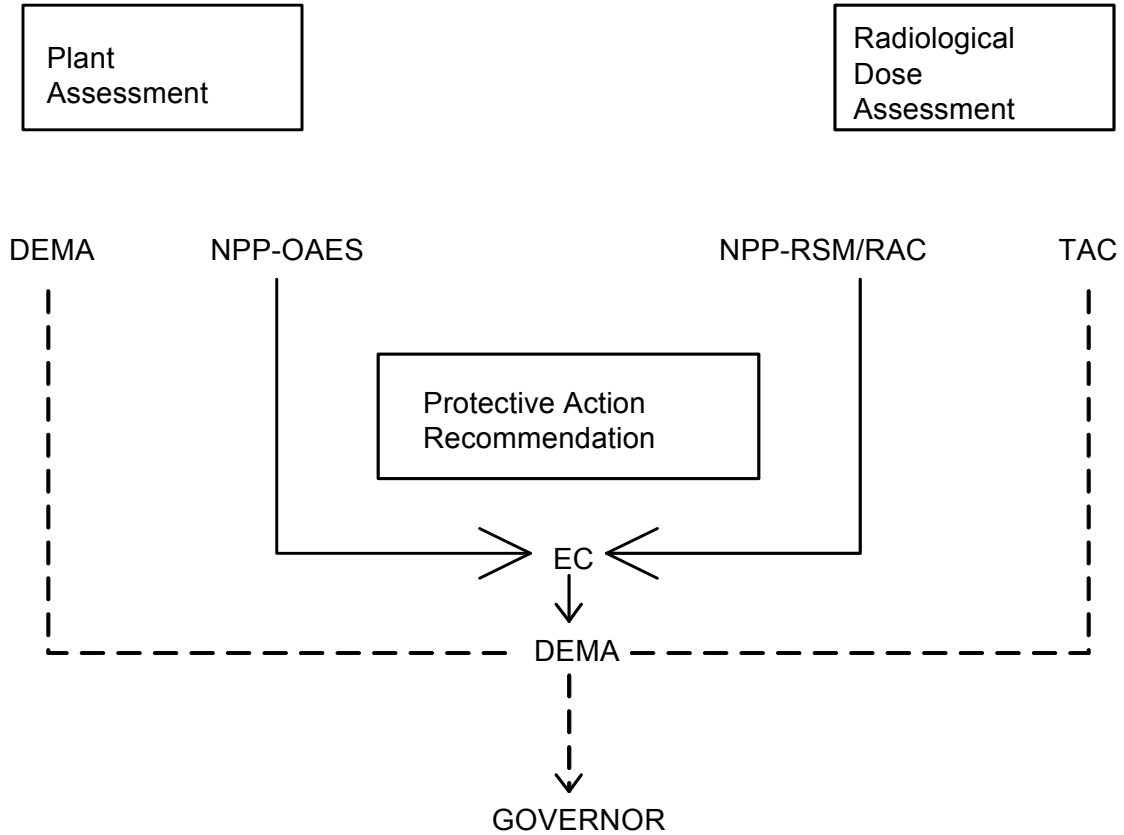 Plant
Assessment
Radiological
Dose
Assessment
DEMA
NPP-OAES
NPP-RSM/RAC
TAC
Protective Action
Recommendation
EC
DEMA
GOVERNOR